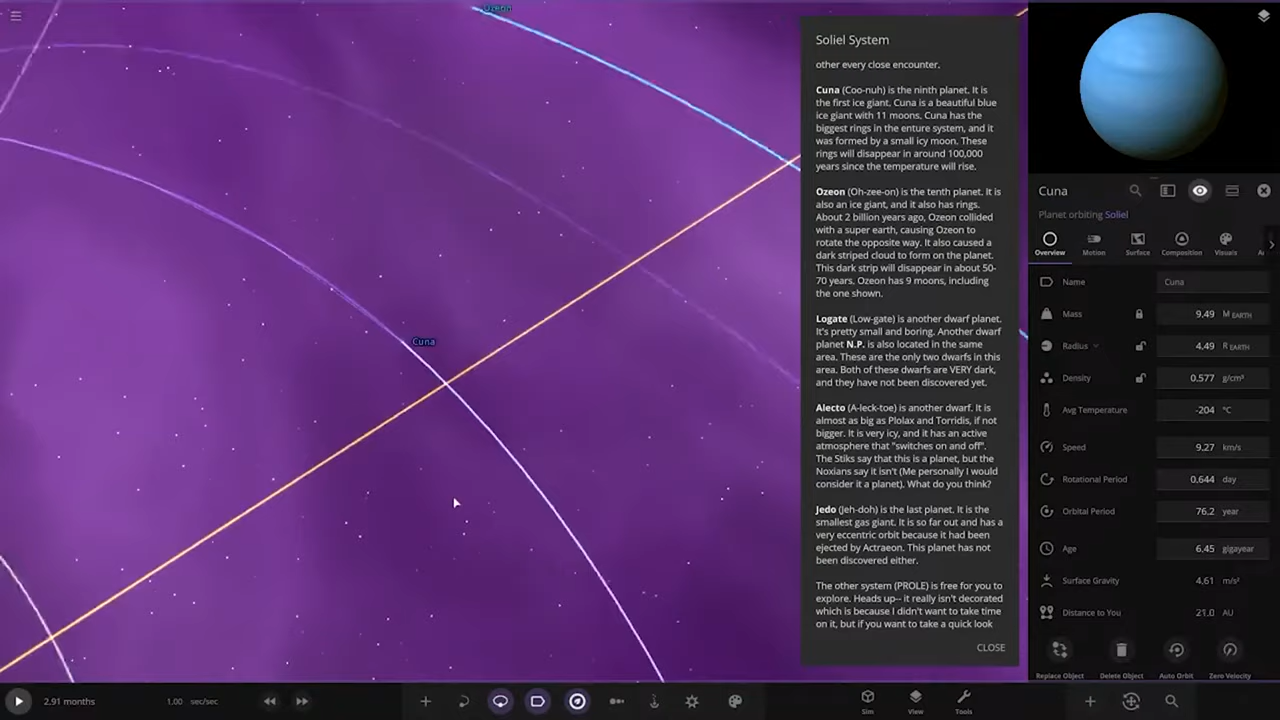 Ozeon
Cuna
Soliel System
other every close encounter.
Cuna (Coo-nuh) is the ninth planet. It is
the first ice giant. Cuna is a beautiful blue
ice giant with 11 moons. Cuna has the
biggest rings in the enture system, and it
was formed by a small icy moon. These
rings will disappear in around 100,000
years since the temperature will rise.
Ozeon (Oh-zee-on) is the tenth planet. It is
also an ice giant, and it also has rings.
About 2 billion years ago, Ozeon collided
with a super earth, causing Ozeon to
rotate the opposite way. It also caused a
dark striped cloud to form on the planet.
This dark strip will disappear in about 50-
70 years. Ozeon has 9 moons, including
the one shown.
Logate (Low-gate) is another dwarf planet.
It's pretty small and boring. Another dwarf
planet N.P. is also located in the same
area. These are the only two dwarfs in this
area. Both of these dwarfs are VERY dark,
and they have not been discovered yet.
Alecto (A-leck-toe) is another dwarf. It is
almost as big as Plolax and Torridis, if not
bigger. It is very icy, and it has an active
atmosphere that "switches on and off".
The Stiks say that this is a planet, but the
Noxians say it isn't (Me personally I would
consider it a planet). What do you think?
Jedo (Jeh-doh) is the last planet. It is the
smallest gas giant. It is so far out and has a
very eccentric orbit because it had been
ejected by Actraeon. This planet has not
been discovered either.
The other system (PROLE) is free for you to
explore. Heads up-- it really isn't decorated
which is because I didn't want to take time
on it, but if you want to take a quick look
CLOSE
Cuna
Planet orbiting Soliel
Overview Motion Surface Composition Visuals
Name Cuna
Mass 9.49 M EARTH
Radius 4.49 R EARTH
Density 0.577 g/cm³
Avg Temperature -204 °C
Speed 9.27 km/s
Rotational Period 0.644 day
Orbital Period 76.2 year
Age 6.45 gigayear
Surface Gravity 4.61 m/s²
Distance to You 21.0 AU
Replace Object Delete Object Auto Orbit Zero Velocity
2.91 months 1.00 sec/sec Sim View Tools